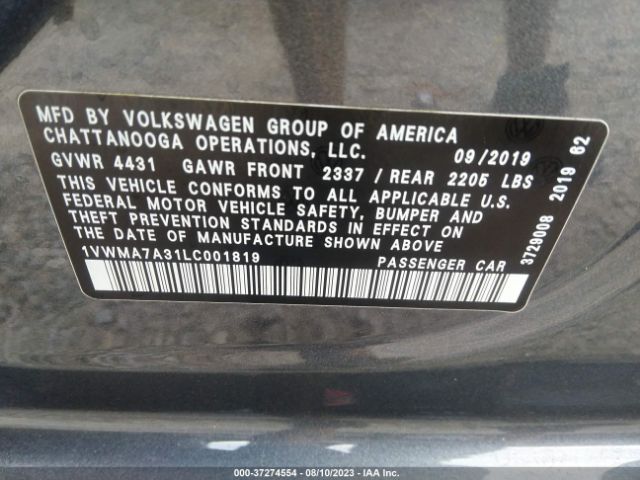 MFD BY VOLKSWAGEN GROUP OF AMERICA
CHATTANOOGA OPERATIONS, LLC.
09/2019
GVWR 4431 GAWR FRONT 2337 / REAR 2205 LBS
THIS VEHICLE CONFORMS TO ALL APPLICABLE U.S.
FEDERAL MOTOR VEHICLE SAFETY, BUMPER AND
THEFT PREVENTION STANDARDS IN EFFECT ON
THE DATE OF MANUFACTURE SHOWN ABOVE.
1VWMA7A31LC001819
PASSENGER CAR
3729008 2019 62
000-37274554 — 08/10/2023 — IAA Inc.